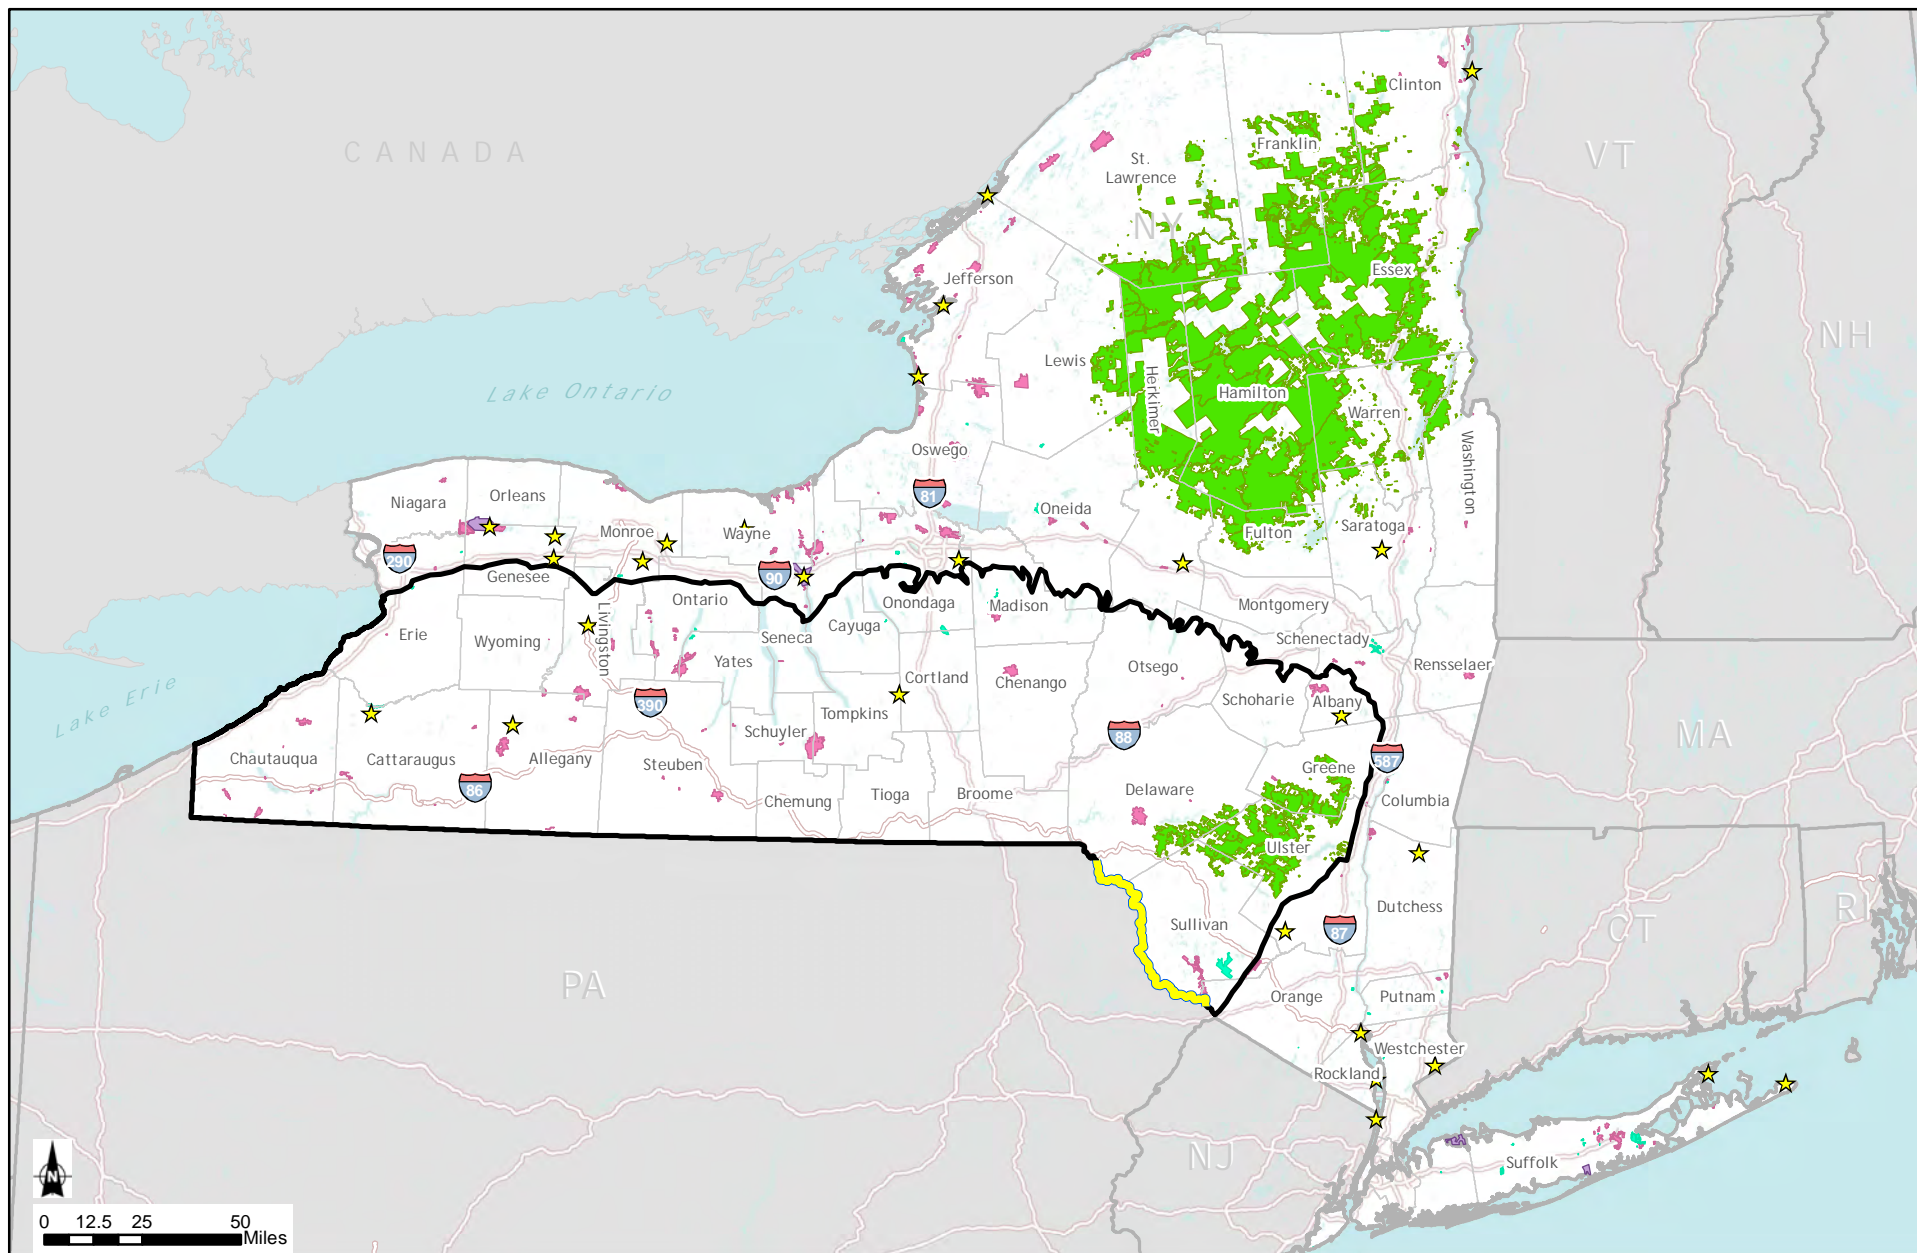 CANADA
VT
NH
NY
MA
CT
RI
PA
NJ
Lake Ontario
Lake Erie
Clinton
Franklin
St.
Lawrence
Essex
Jefferson
Lewis
Herkimer
Hamilton
Warren
Washington
Oswego
81
Oneida
Fulton
Saratoga
Niagara
Orleans
Monroe
Wayne
290
90
Genesee
Ontario
Livingston
Onondaga
Madison
Montgomery
Schenectady
Rensselaer
Erie
Wyoming
Seneca
Cayuga
Yates
Cortland
Chenango
Otsego
Schoharie
Albany
390
Tompkins
Schuyler
88
587
Chautauqua
Cattaraugus
Allegany
Steuben
86
Chemung
Tioga
Broome
Delaware
Greene
Columbia
Ulster
Sullivan
Dutchess
87
Orange
Putnam
Westchester
Rockland
Suffolk
N
0 12.5 25 50
Miles